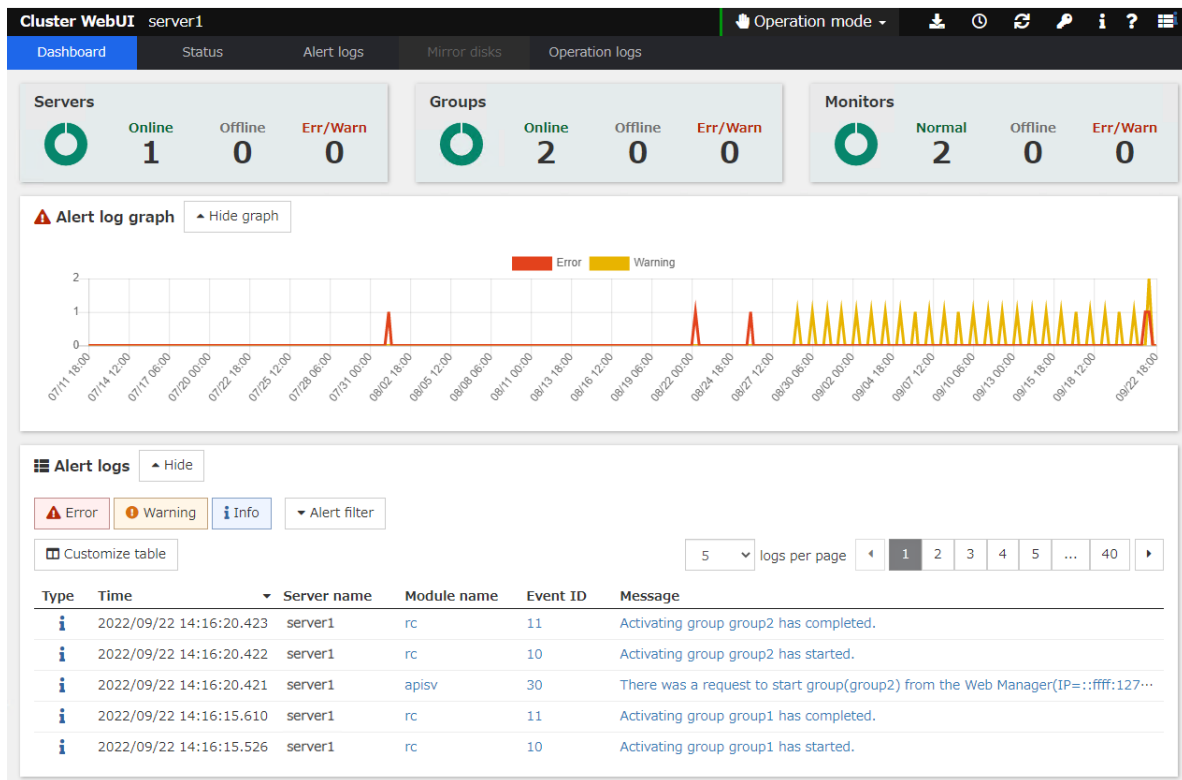 Cluster WebUI server1 Operation mode
Dashboard Status Alert logs Mirror disks Operation logs
Servers
Online Offline Err/Warn
1 0 0
Groups
Online Offline Err/Warn
2 0 0
Monitors
Normal Offline Err/Warn
2 0 0
Alert log graph Hide graph
Error Warning
2
1
0
07/11 18:00 07/14 12:00 07/17 06:00 07/20 00:00 07/22 18:00 07/25 12:00 07/28 06:00 07/31 00:00 08/02 18:00 08/05 12:00 08/08 06:00 08/11 00:00 08/13 18:00 08/16 12:00 08/19 06:00 08/22 00:00 08/24 18:00 08/27 12:00 08/30 06:00 09/02 00:00 09/04 18:00 09/07 12:00 09/10 06:00 09/13 00:00 09/15 18:00 09/18 12:00 09/22 18:00
Alert logs Hide
Error Warning Info Alert filter
Customize table 5 logs per page 1 2 3 4 5 ... 40
Type Time Server name Module name Event ID Message
2022/09/22 14:16:20.423 server1 rc 11 Activating group group2 has completed.
2022/09/22 14:16:20.422 server1 rc 10 Activating group group2 has started.
2022/09/22 14:16:20.421 server1 apisv 30 There was a request to start group(group2) from the Web Manager(IP=::ffff:127···
2022/09/22 14:16:15.610 server1 rc 11 Activating group group1 has completed.
2022/09/22 14:16:15.526 server1 rc 10 Activating group group1 has started.